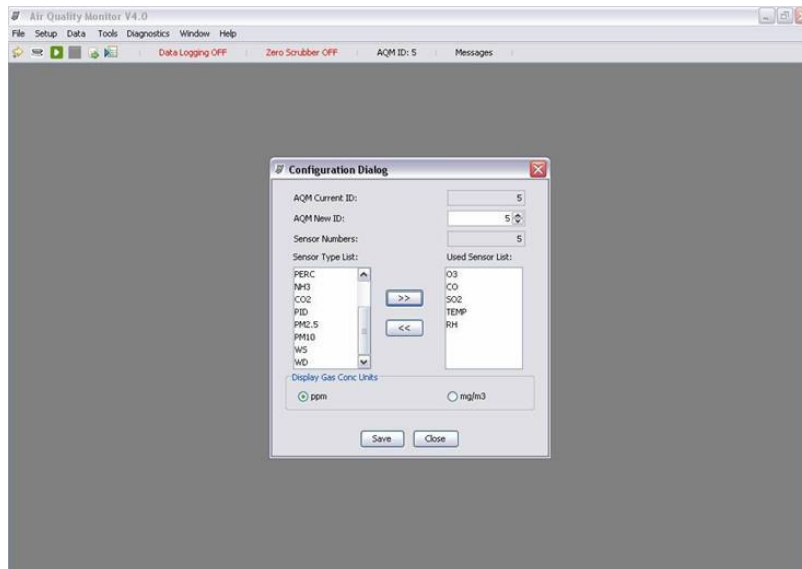 Air Quality Monitor V4.0
File Setup Data Tools Diagnostics Window Help
Data Logging OFF Zero Scrubber OFF AQM ID: 5 Messages
Configuration Dialog
AQM Current ID: 5
AQM New ID: 5
Sensor Numbers: 5
Sensor Type List: Used Sensor List:
PERC O3
NH3 CO
CO2 >> SO2
PID TEMP
PM2.5 << RH
PM10
WS
WD
Display Gas Conc Units
ppm mg/m3
Save Close